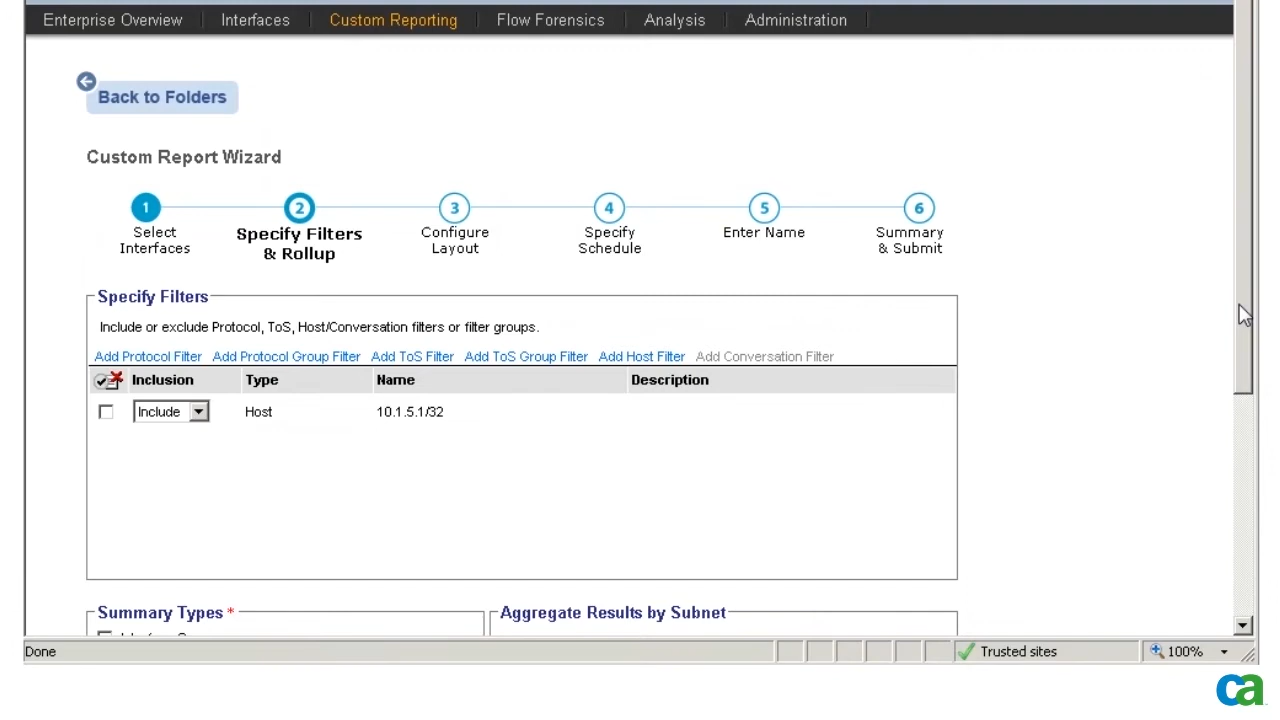 Enterprise Overview Interfaces Custom Reporting Flow Forensics Analysis Administration
Back to Folders
Custom Report Wizard
1 2 3 4 5 6
Select Interfaces
Specify Filters & Rollup
Configure Layout
Specify Schedule
Enter Name
Summary & Submit
Specify Filters
Include or exclude Protocol, ToS, Host/Conversation filters or filter groups.
Add Protocol Filter Add Protocol Group Filter Add ToS Filter Add ToS Group Filter Add Host Filter Add Conversation Filter
Inclusion Type Name Description
Include Host 10.1.5.1/32
Summary Types * Aggregate Results by Subnet
Done Trusted sites 100%
ca